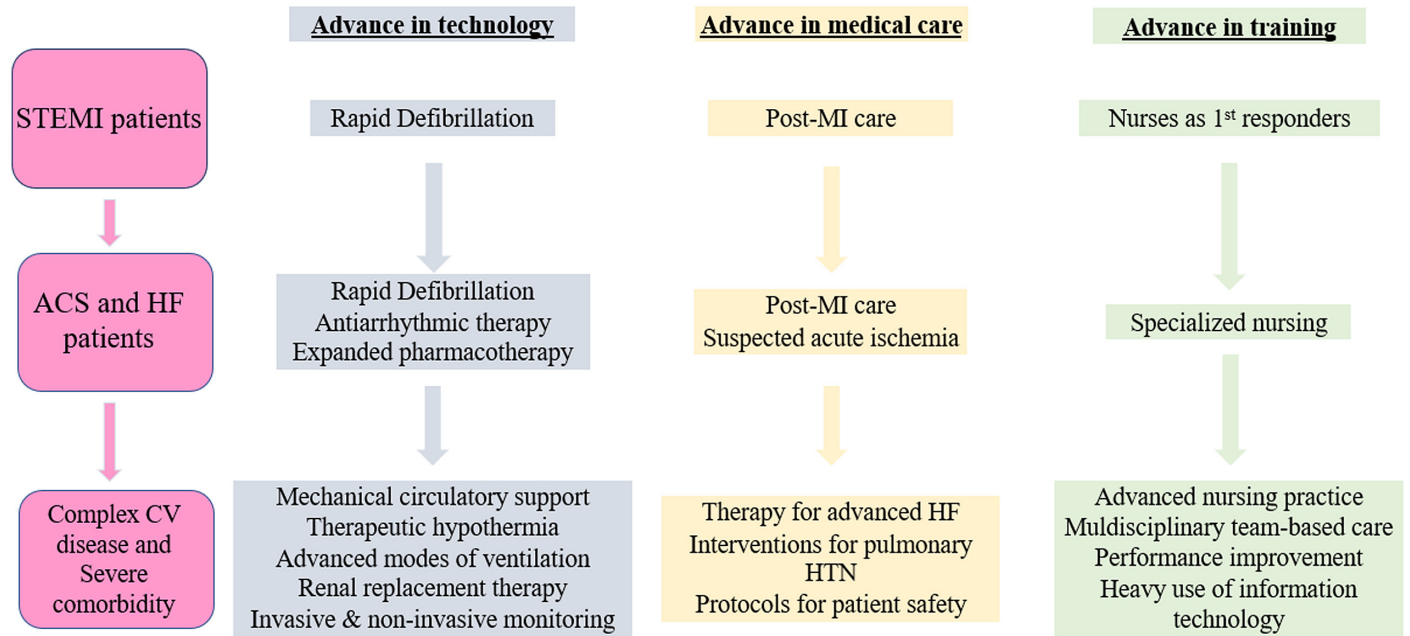 Advance in technology
Advance in medical care
Advance in training
STEMI patients
Rapid Defibrillation
Post-MI care
Nurses as 1st responders
ACS and HF
patients
Rapid Defibrillation
Antiarrhythmic therapy
Expanded pharmacotherapy
Post-MI care
Suspected acute ischemia
Specialized nursing
Complex CV
disease and
Severe
comorbidity
Mechanical circulatory support
Therapeutic hypothermia
Advanced modes of ventilation
Renal replacement therapy
Invasive & non-invasive monitoring
Therapy for advanced HF
Interventions for pulmonary
HTN
Protocols for patient safety
Advanced nursing practice
Muldisciplinary team-based care
Performance improvement
Heavy use of information
technology